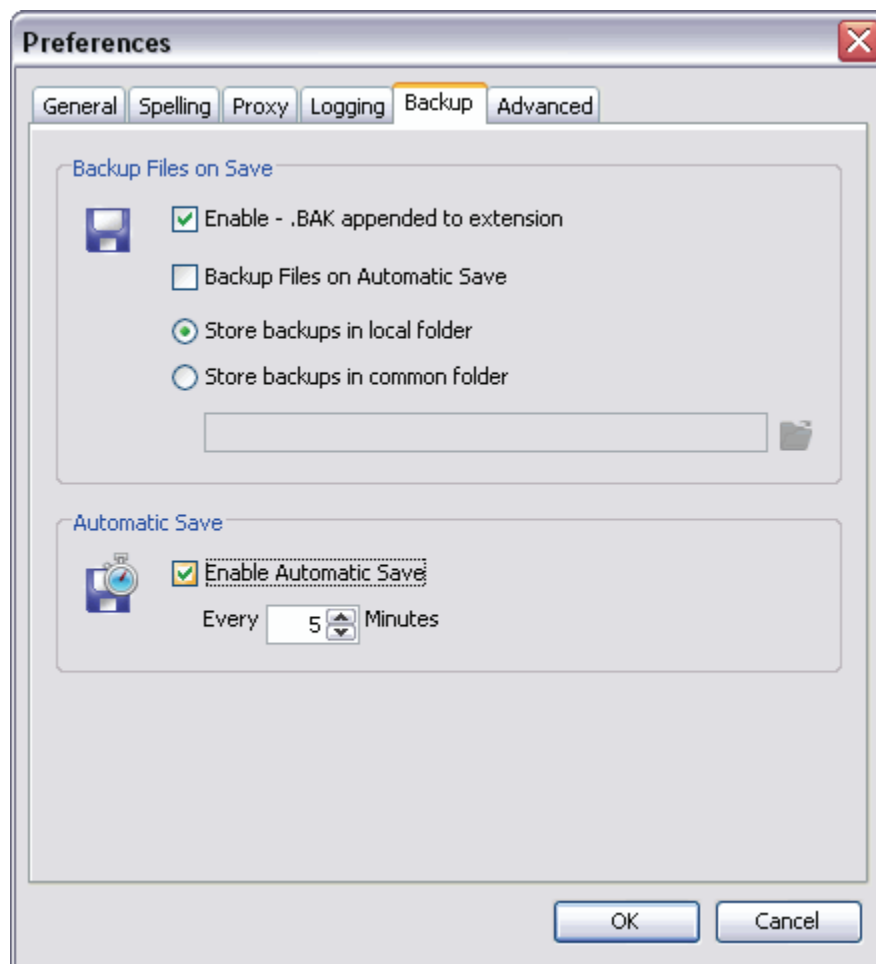 Preferences
General Spelling Proxy Logging Backup Advanced
Backup Files on Save
Enable - .BAK appended to extension
Backup Files on Automatic Save
Store backups in local folder
Store backups in common folder
Automatic Save
Enable Automatic Save
Every 5 Minutes
OK Cancel